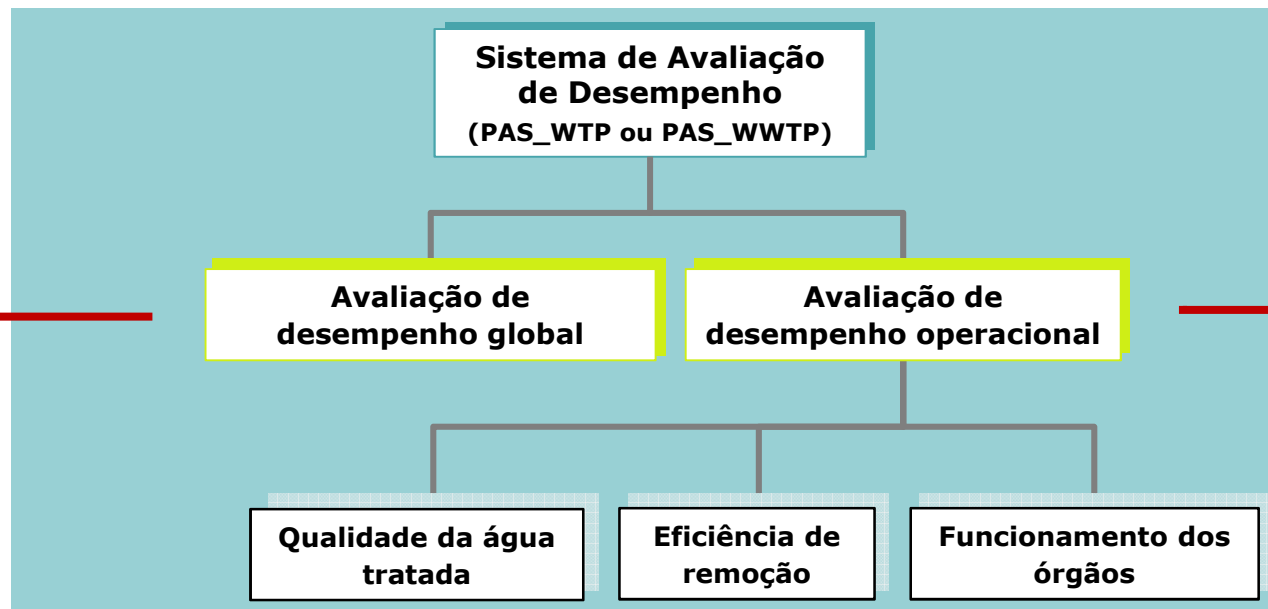 Sistema de Avaliação
de Desempenho
(PAS_WTP ou PAS_WWTP)
Avaliação de
desempenho global
Avaliação de
desempenho operacional
Qualidade da água
tratada
Eficiência de
remoção
Funcionamento dos
órgãos